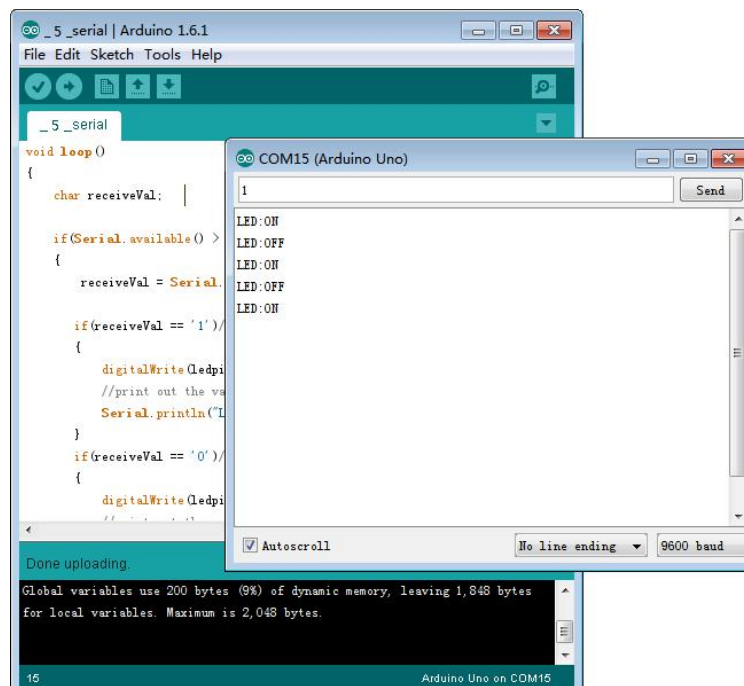 _ 5 _serial | Arduino 1.6.1
File Edit Sketch Tools Help
_ 5 _serial
void loop()
{
char receiveVal;
if(Serial.available() >
{
receiveVal = Serial.
if(receiveVal == '1')/
{
digitalWrite(ledpi
//print out the va
Serial.println("L
}
if(receiveVal == '0')/
{
digitalWrite(ledpi
COM15 (Arduino Uno)
1
Send
LED:ON
LED:OFF
LED:ON
LED:OFF
LED:ON
Autoscroll
No line ending
9600 baud
Done uploading.
Global variables use 200 bytes (9%) of dynamic memory, leaving 1,848 bytes
for local variables. Maximum is 2,048 bytes.
15
Arduino Uno on COM15